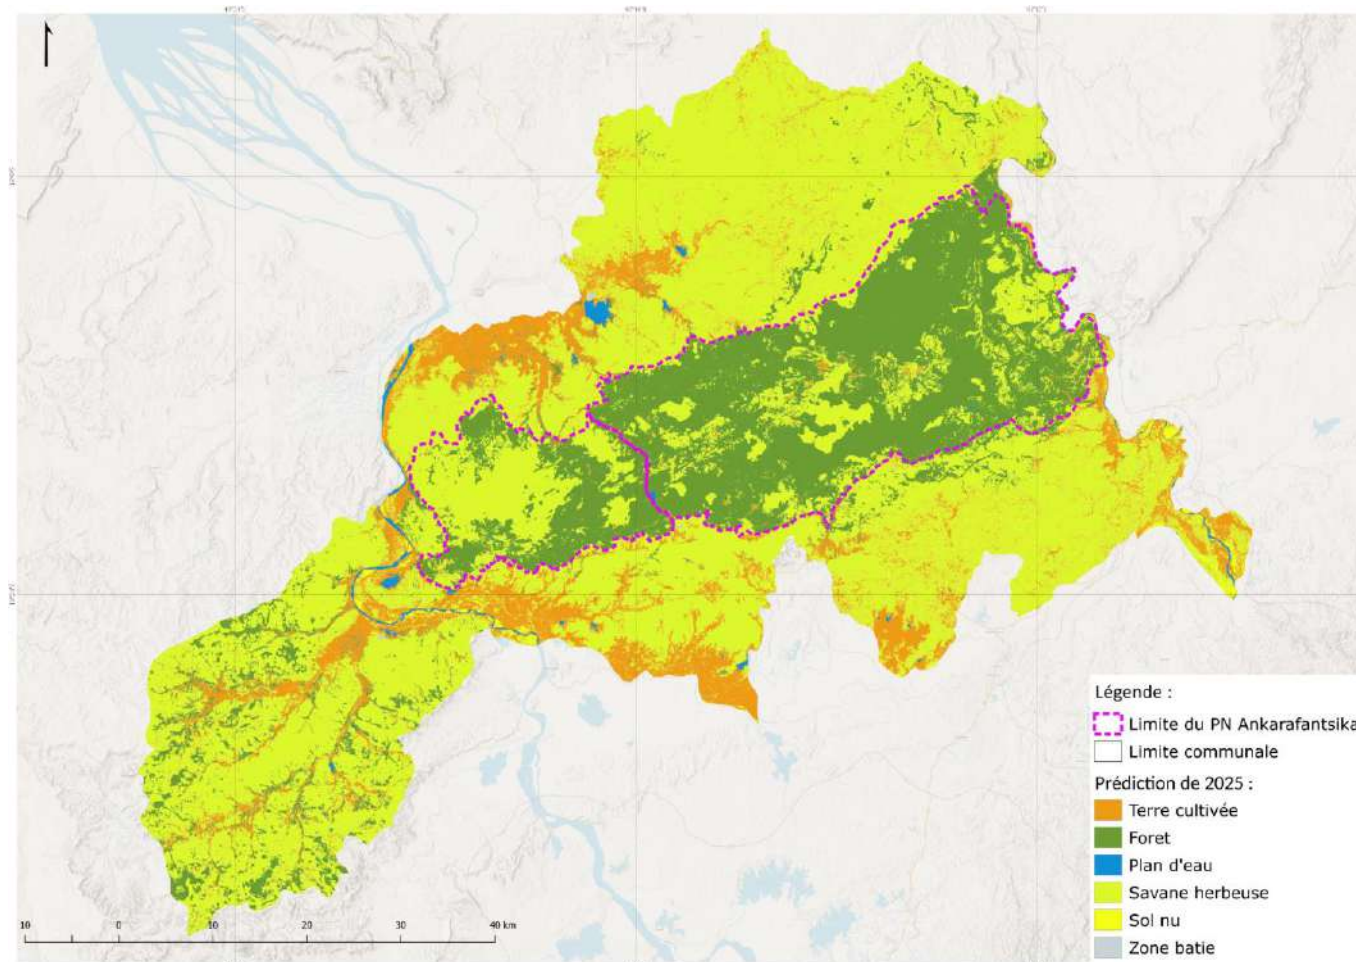 Légende :
Limite du PN Ankarafantsika
Limite communale
Prédiction de 2025 :
Terre cultivée
Foret
Plan d'eau
Savane herbeuse
Sol nu
Zone batie
10 0 10 20 30 40 km